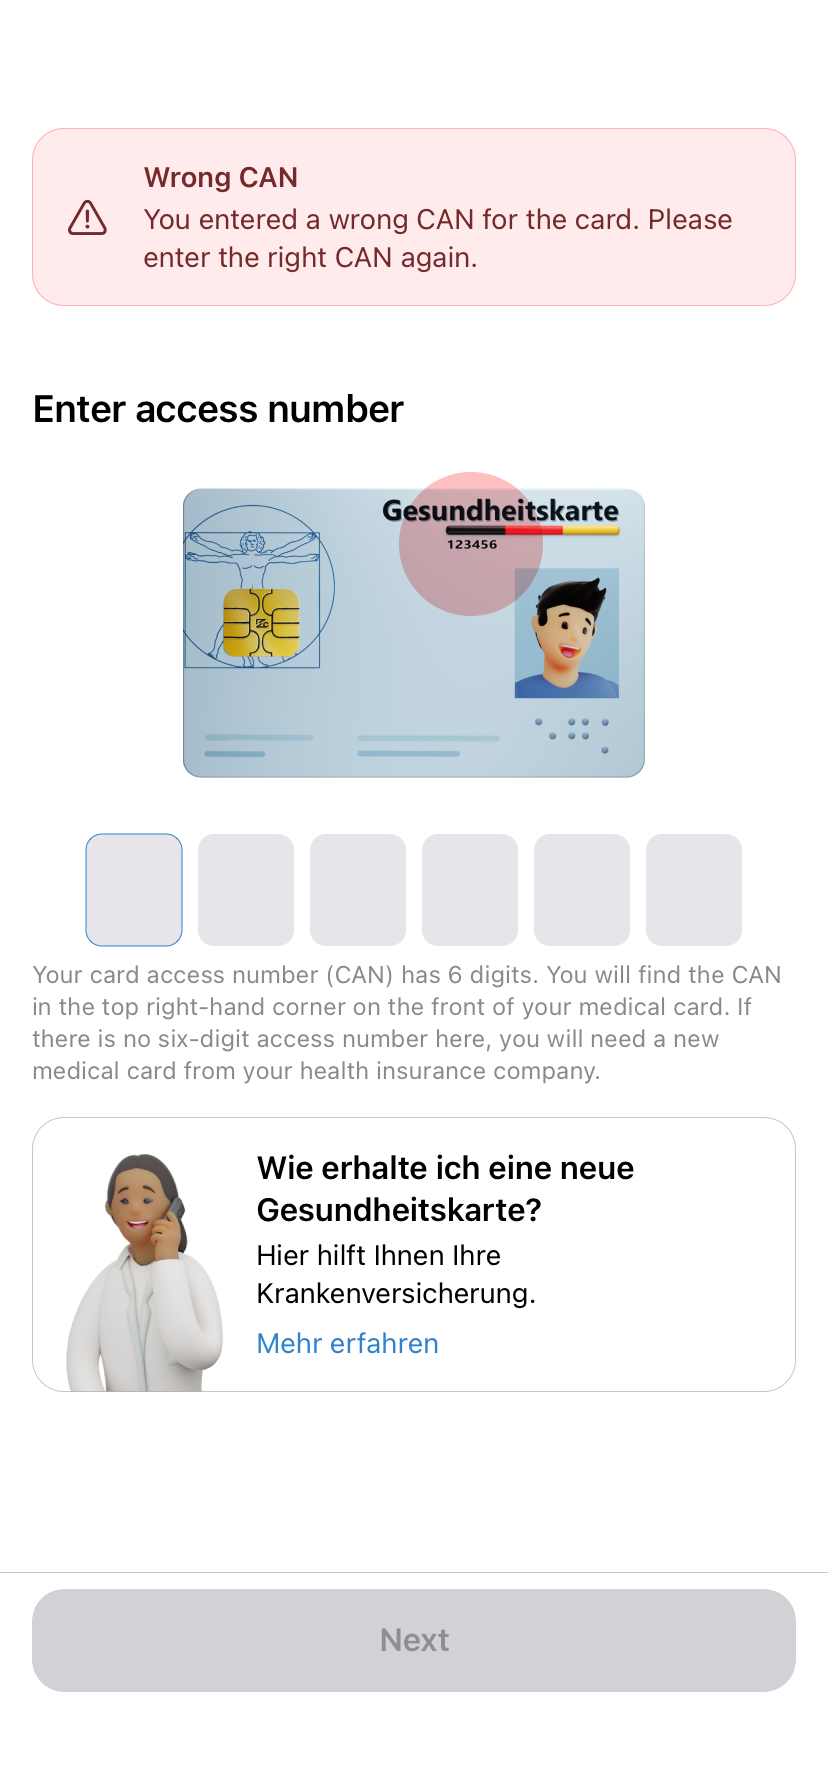 Wrong CAN
You entered a wrong CAN for the card. Please
enter the right CAN again.
Enter access number
Gesundheitskarte
123456
Your card access number (CAN) has 6 digits. You will find the CAN
in the top right-hand corner on the front of your medical card. If
there is no six-digit access number here, you will need a new
medical card from your health insurance company.
Wie erhalte ich eine neue
Gesundheitskarte?
Hier hilft Ihnen Ihre
Krankenversicherung.
Mehr erfahren
Next